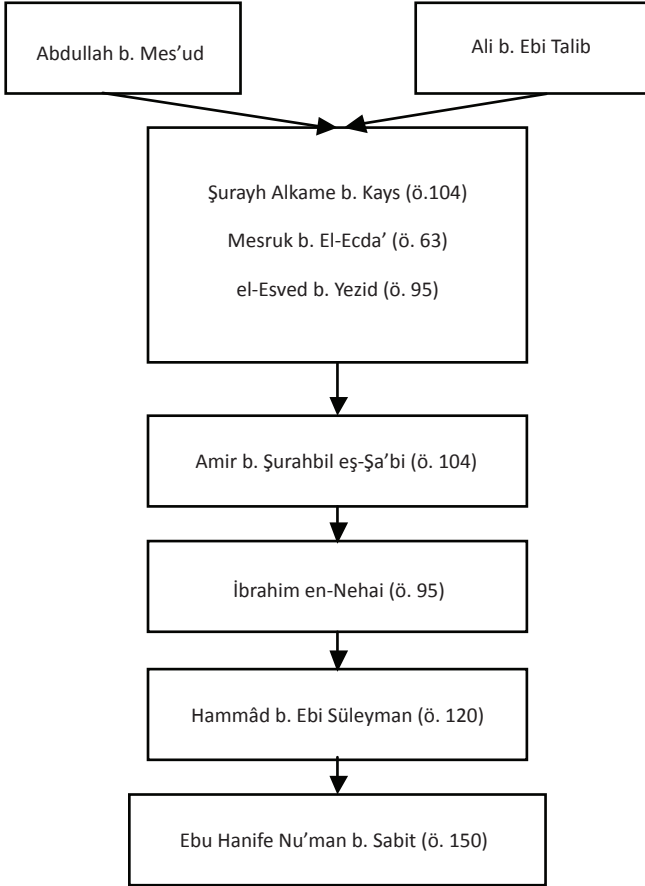 Abdullah b. Mes’ud
Ali b. Ebi Talib
Şurayh Alkame b. Kays (ö.104)
Mesruk b. El-Ecda’ (ö. 63)
el-Esved b. Yezid (ö. 95)
Amir b. Şurahbil eş-Şa’bi (ö. 104)
İbrahim en-Nehai (ö. 95)
Hammâd b. Ebi Süleyman (ö. 120)
Ebu Hanife Nu’man b. Sabit (ö. 150)